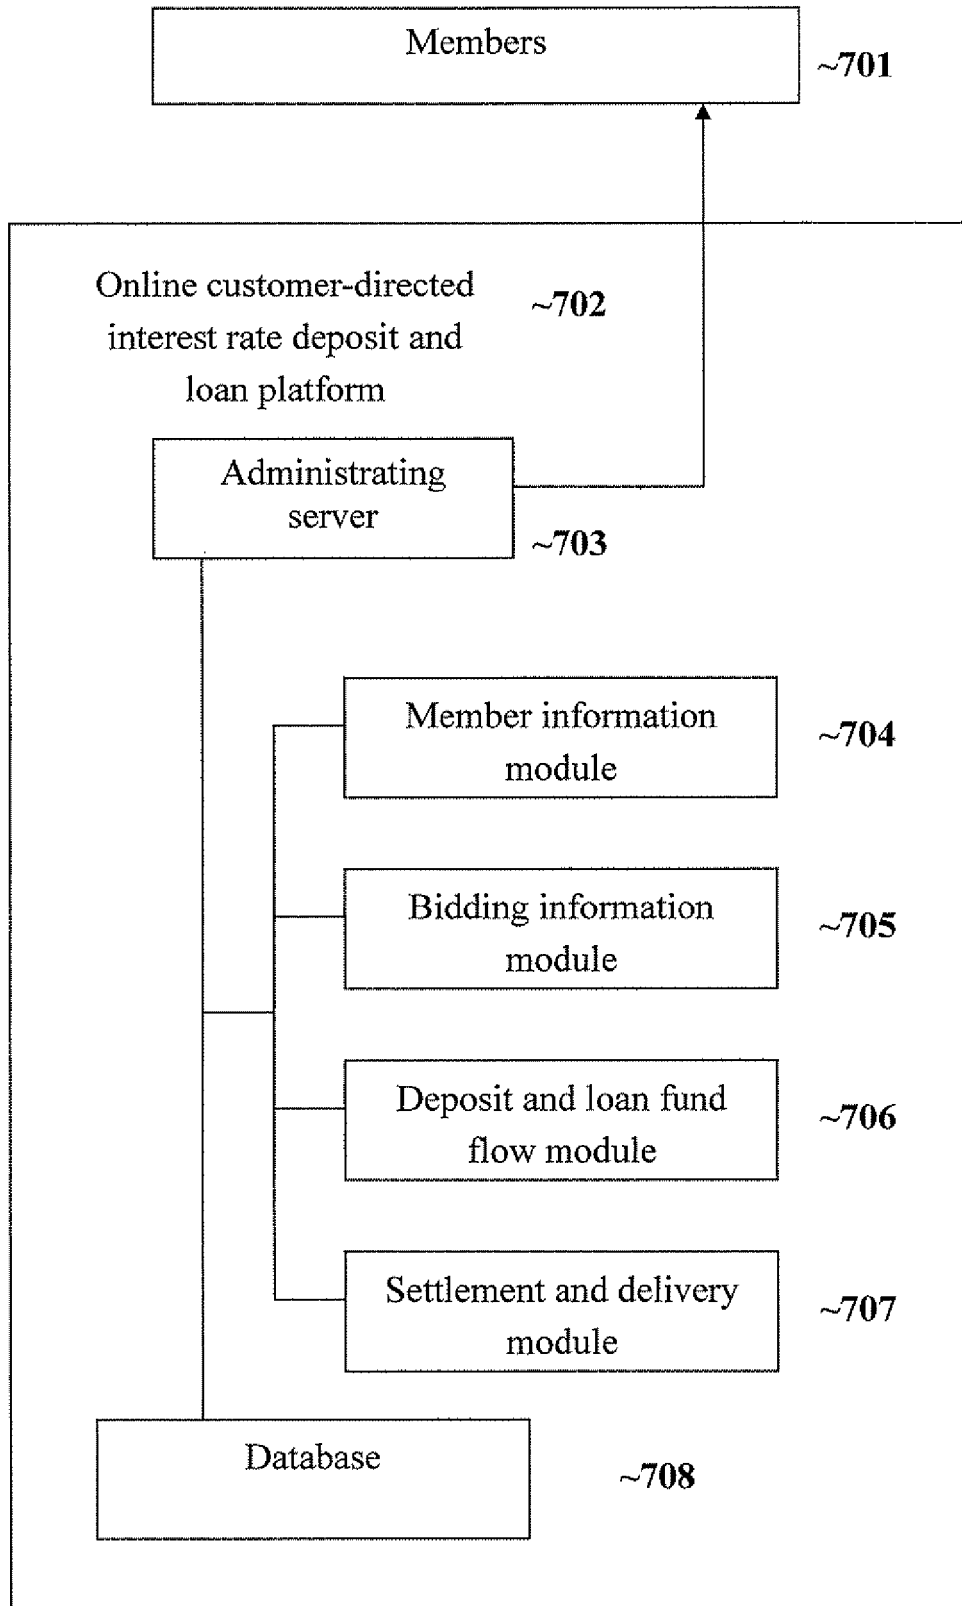 Members
~701
Online customer-directed
~702
interest rate deposit and
loan platform
Administrating
server
~703
Member information
module
~704
Bidding information
module
~705
Deposit and loan fund
flow module
~706
Settlement and delivery
module
~707
Database
~708